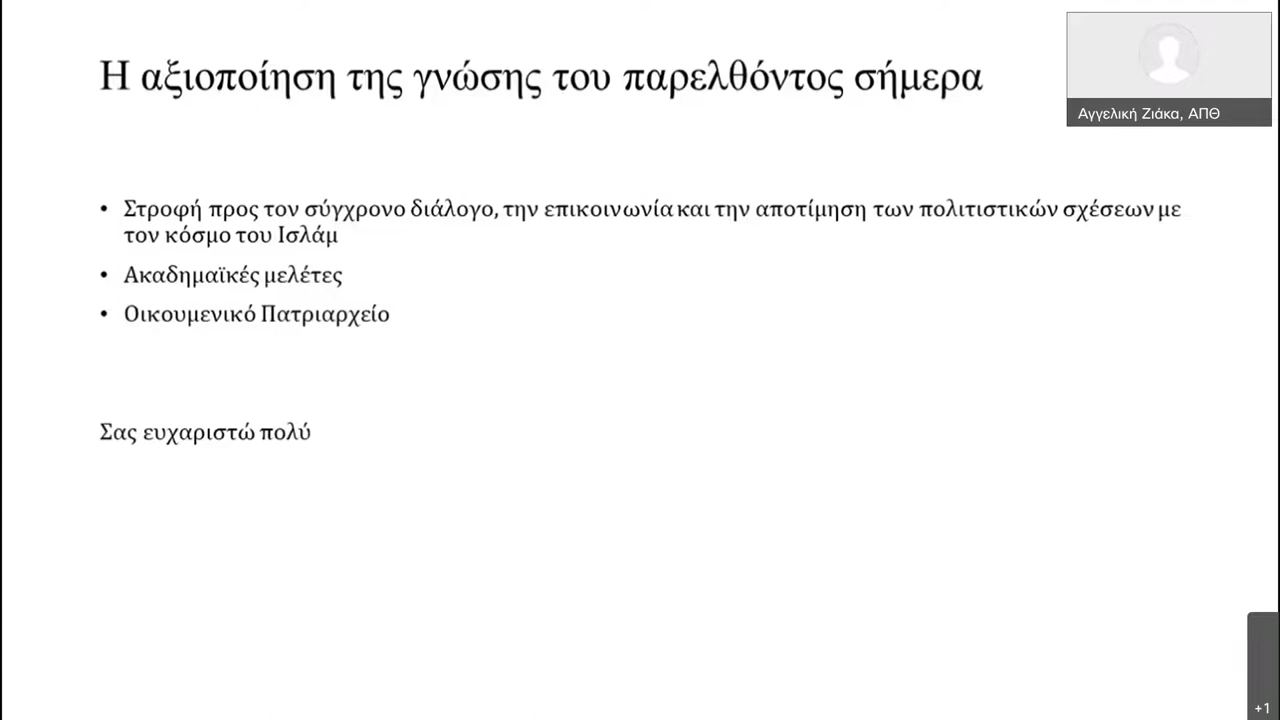 Η αξιοποίηση της γνώσης του παρελθόντος σήμερα
Αγγελική Ζιάκα, ΑΠΘ
• Στροφή προς τον σύγχρονο διάλογο, την επικοινωνία και την αποτίμηση των πολιτιστικών σχέσεων με
τον κόσμο του Ισλάμ
• Ακαδημαϊκές μελέτες
• Οικουμενικό Πατριαρχείο
Σας ευχαριστώ πολύ
+1